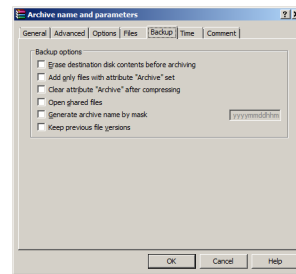 Archive name and parameters
General Advanced Options Files Backup Time Comment
Backup options
Erase destination disk contents before archiving
Add only files with attribute "Archive" set
Clear attribute "Archive" after compressing
Open shared files
Generate archive name by mask yyyymmddhhm
Keep previous file versions
OK Cancel Help